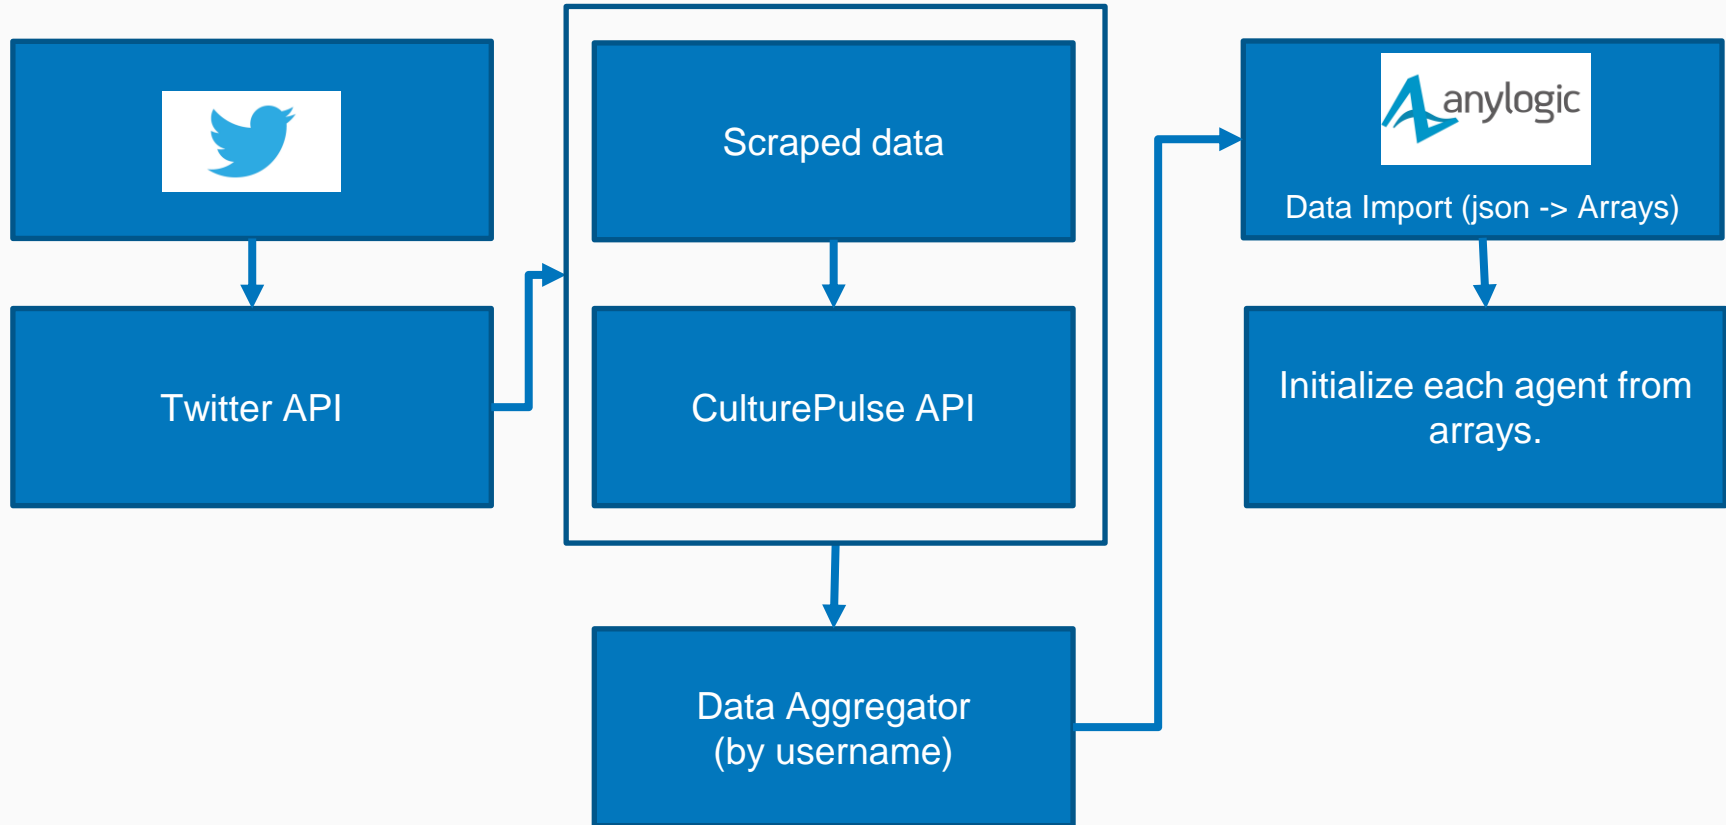 Twitter API
Scraped data
CulturePulse API
Data Aggregator
(by username)
anylogic
Data Import (json -> Arrays)
Initialize each agent from
arrays.